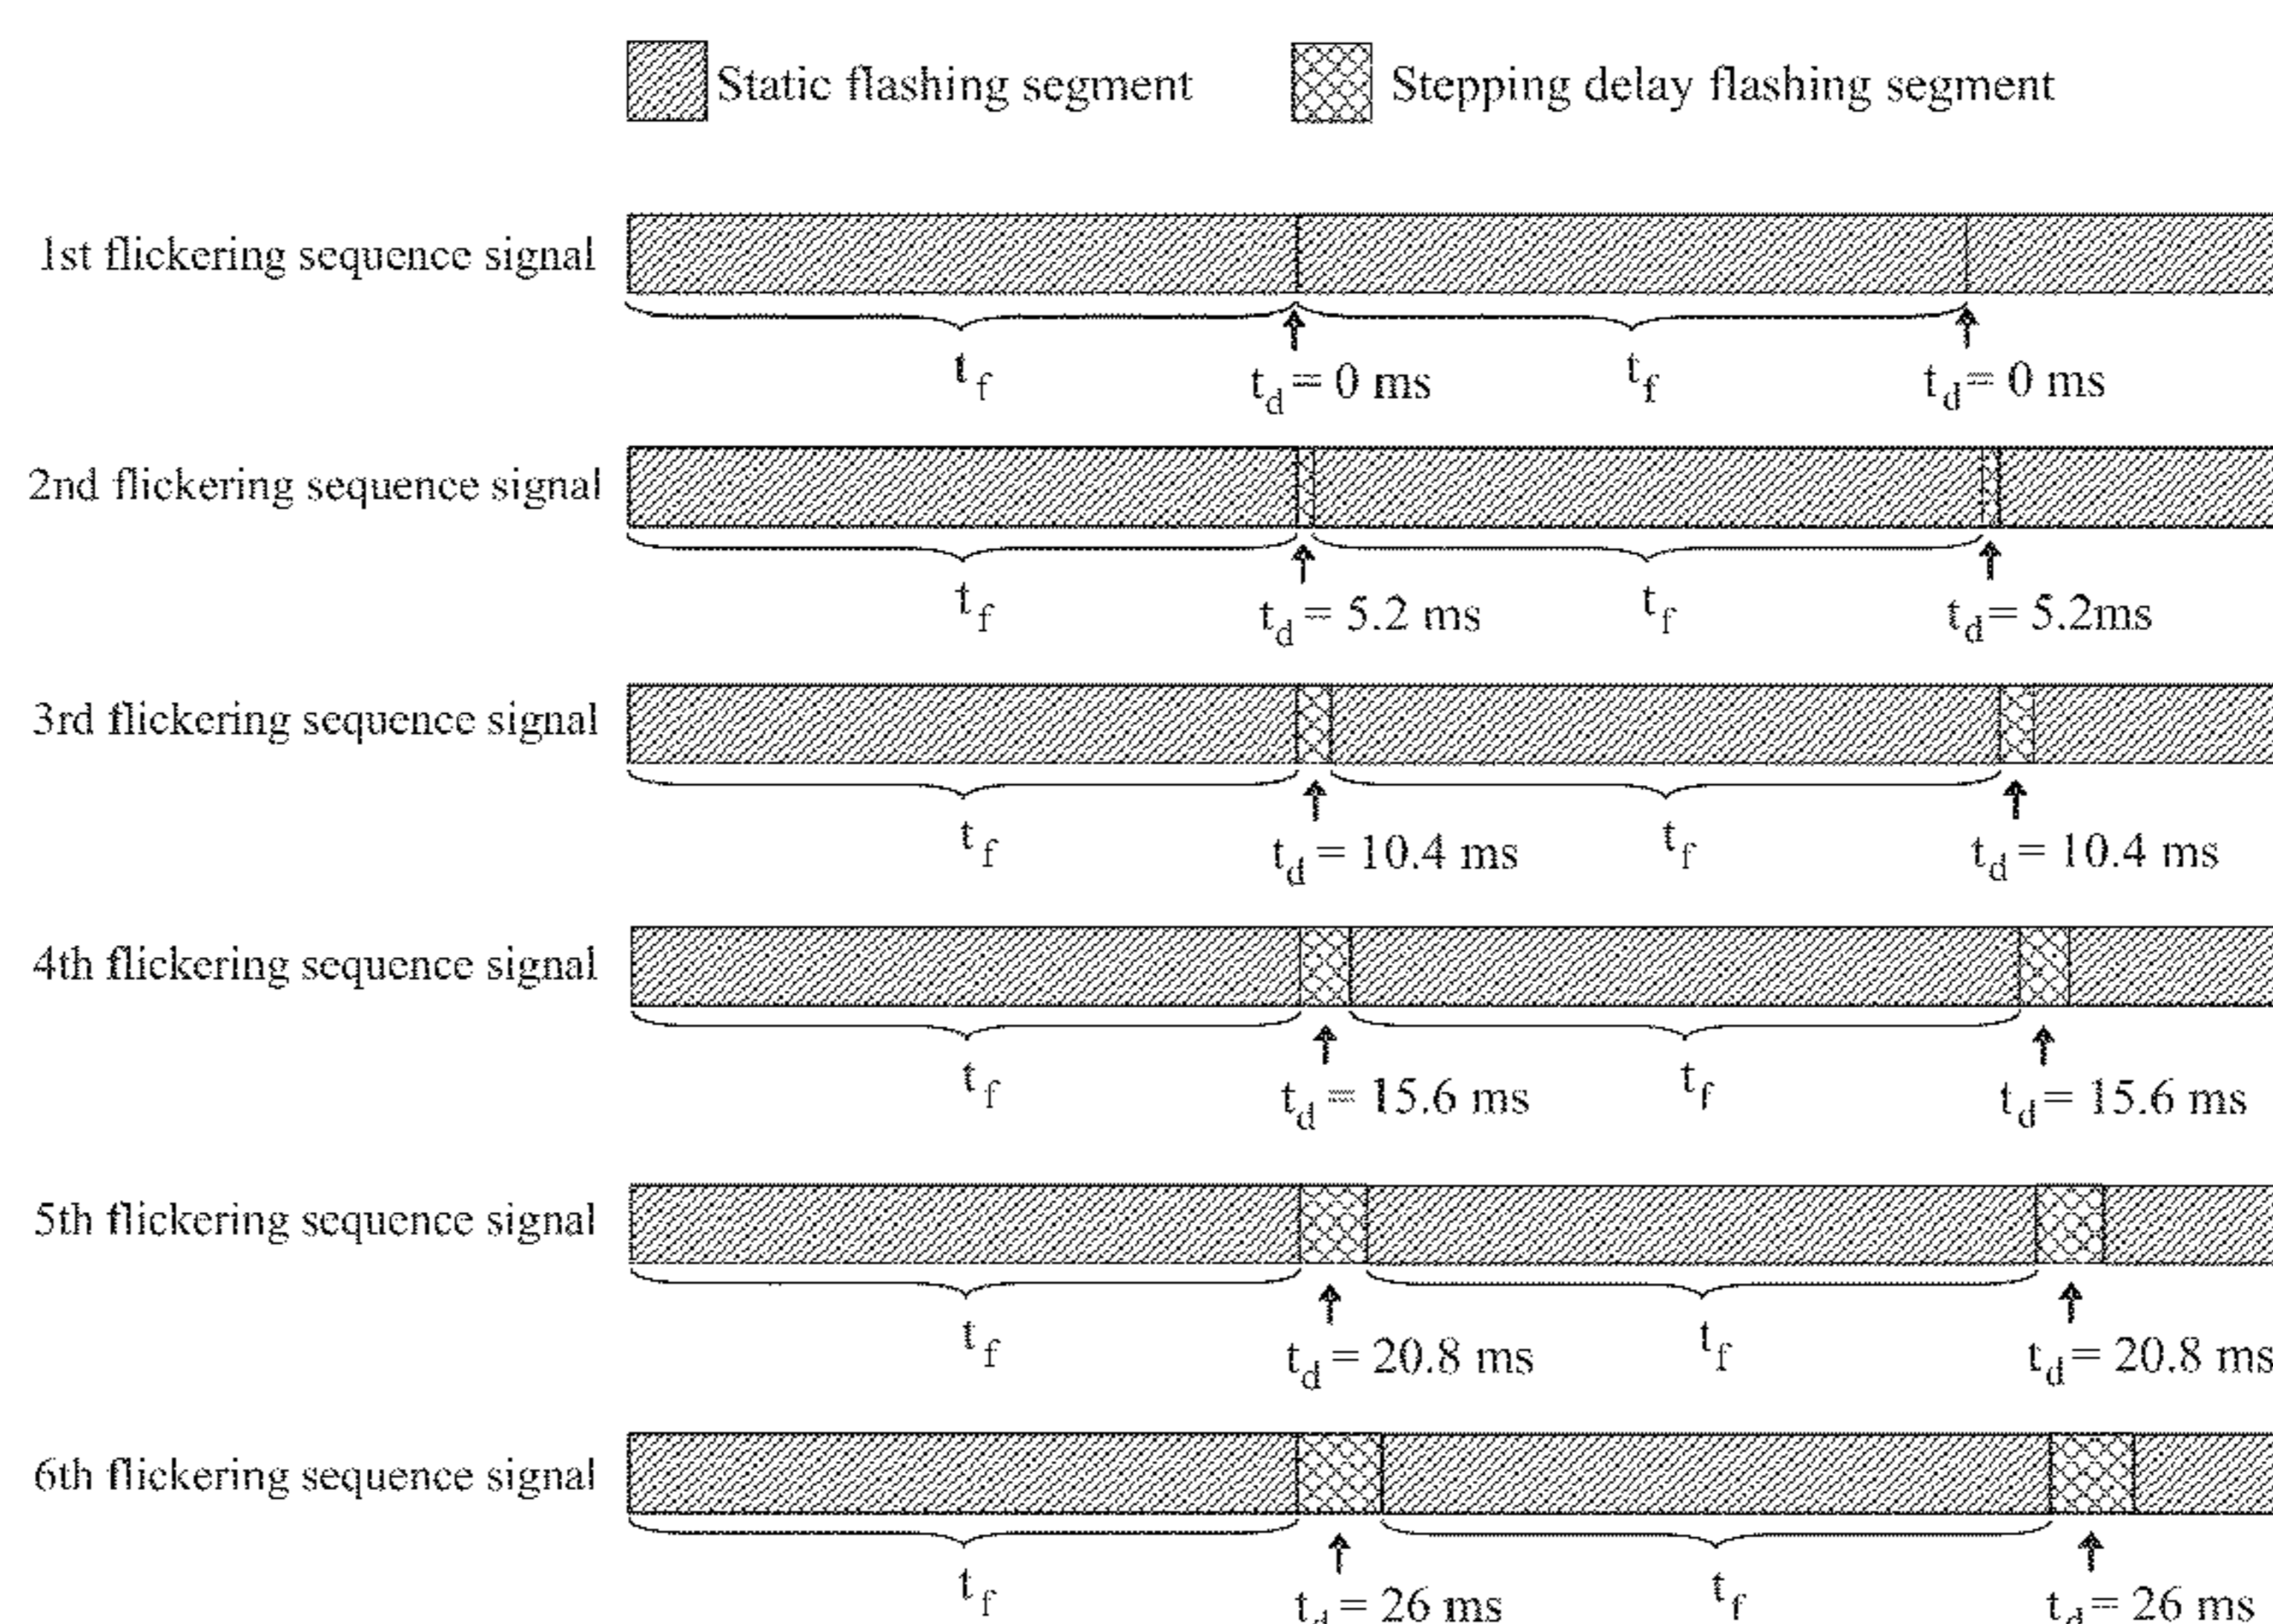 Static flashing segment Stepping delay flashing segment
1st flickering sequence signal
t_f t_d = 0 ms t_f t_d = 0 ms
2nd flickering sequence signal
t_f t_d = 5.2 ms t_f t_d = 5.2ms
3rd flickering sequence signal
t_f t_d = 10.4 ms t_f t_d = 10.4 ms
4th flickering sequence signal
t_f t_d = 15.6 ms t_f t_d = 15.6 ms
5th flickering sequence signal
t_f t_d = 20.8 ms t_f t_d = 20.8 ms
6th flickering sequence signal
t_f t_d = 26 ms t_f t_d = 26 ms